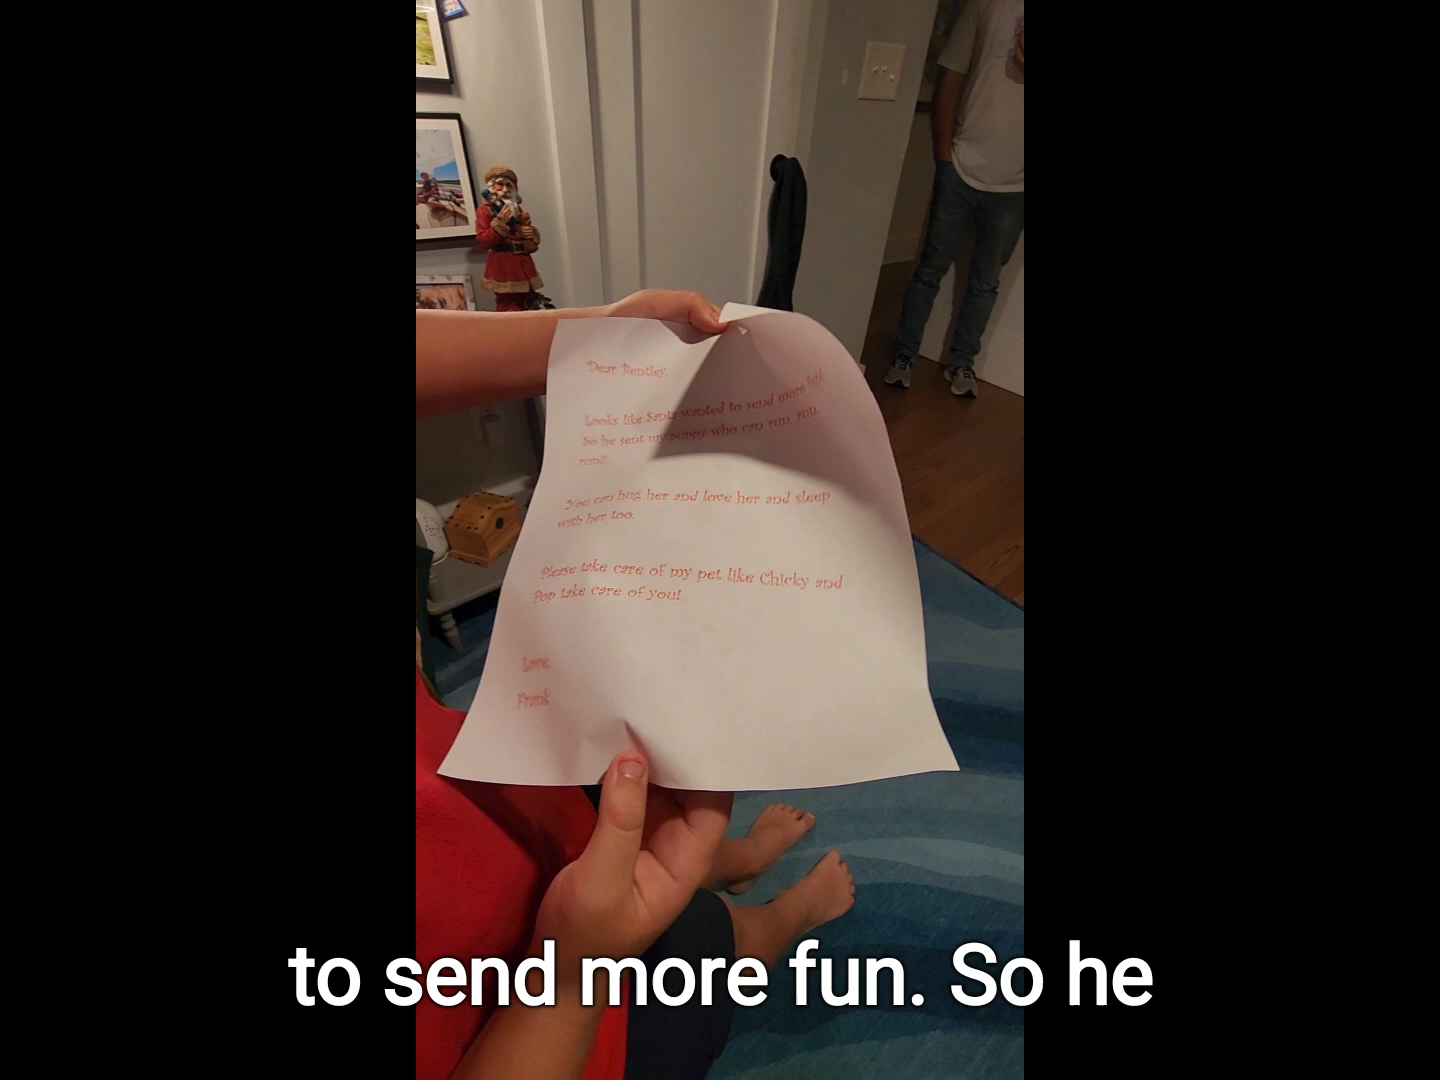 Dear Bentley,
Looks like Santa wanted to send more fun!
So he sent my puppy who can run, run,
run!!
You can hug her and love her and sleep
with her too.
Please take care of my pet like Chicky and
Pop take care of you!
Love,
Frank
to send more fun. So he